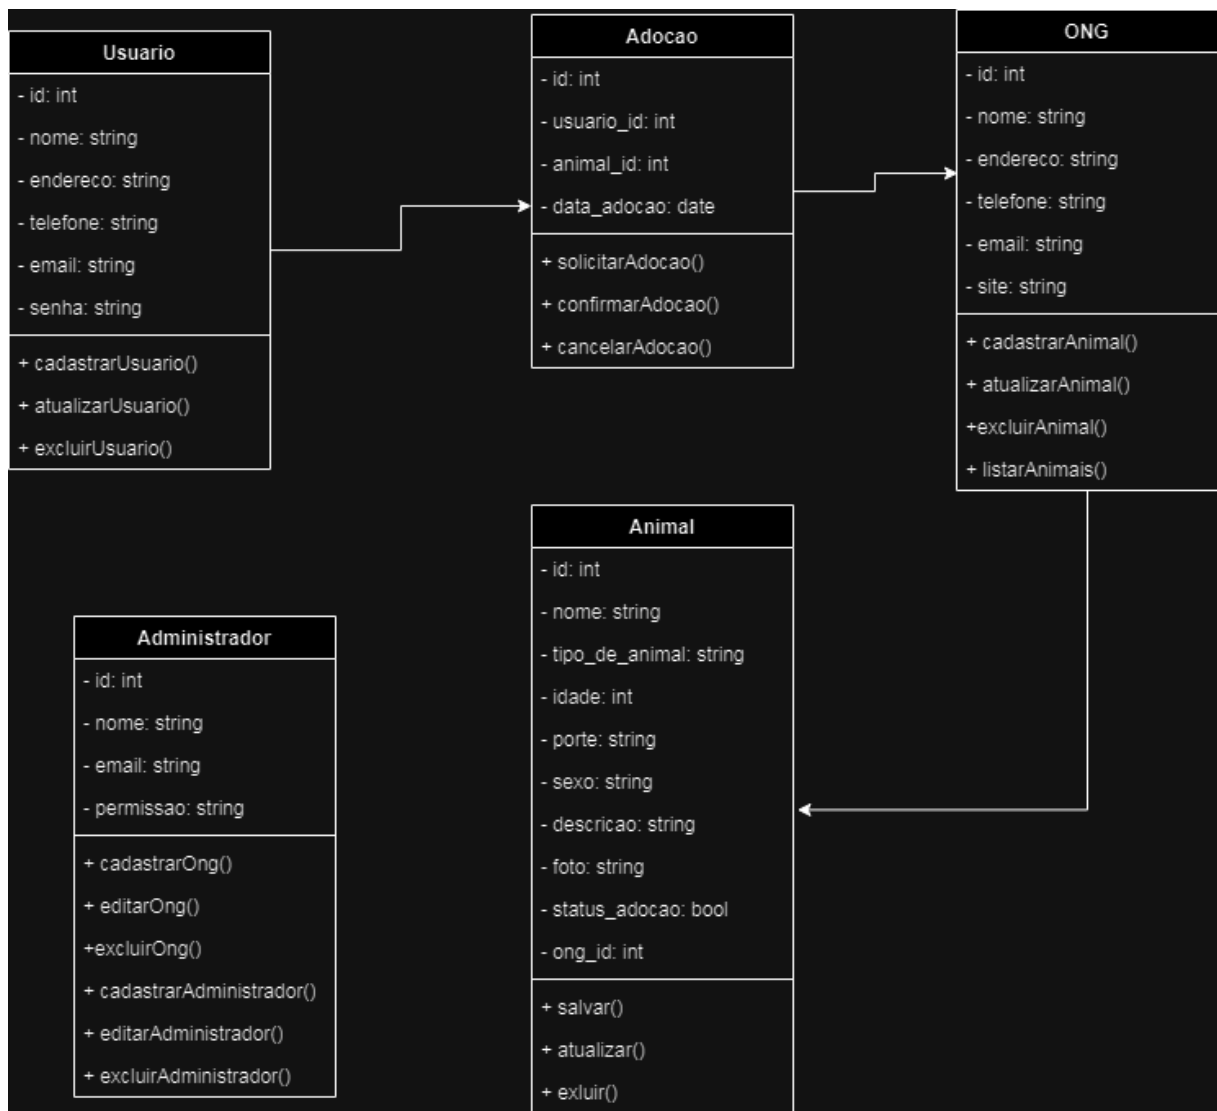 Usuario
- id: int
- nome: string
- endereco: string
- telefone: string
- email: string
- senha: string
+ cadastrarUsuario()
+ atualizarUsuario()
+ excluirUsuario()
Adocao
- id: int
- usuario_id: int
- animal_id: int
- data_adocao: date
+ solicitarAdocao()
+ confirmarAdocao()
+ cancelarAdocao()
ONG
- id: int
- nome: string
- endereco: string
- telefone: string
- email: string
- site: string
+ cadastrarAnimal()
+ atualizarAnimal()
+excluirAnimal()
+ listarAnimais()
Administrador
- id: int
- nome: string
- email: string
- permissao: string
+ cadastrarOng()
+ editarOng()
+excluirOng()
+ cadastrarAdministrador()
+ editarAdministrador()
+ excluirAdministrador()
Animal
- id: int
- nome: string
- tipo_de_animal: string
- idade: int
- porte: string
- sexo: string
- descricao: string
- foto: string
- status_adocao: bool
- ong_id: int
+ salvar()
+ atualizar()
+ exluir()